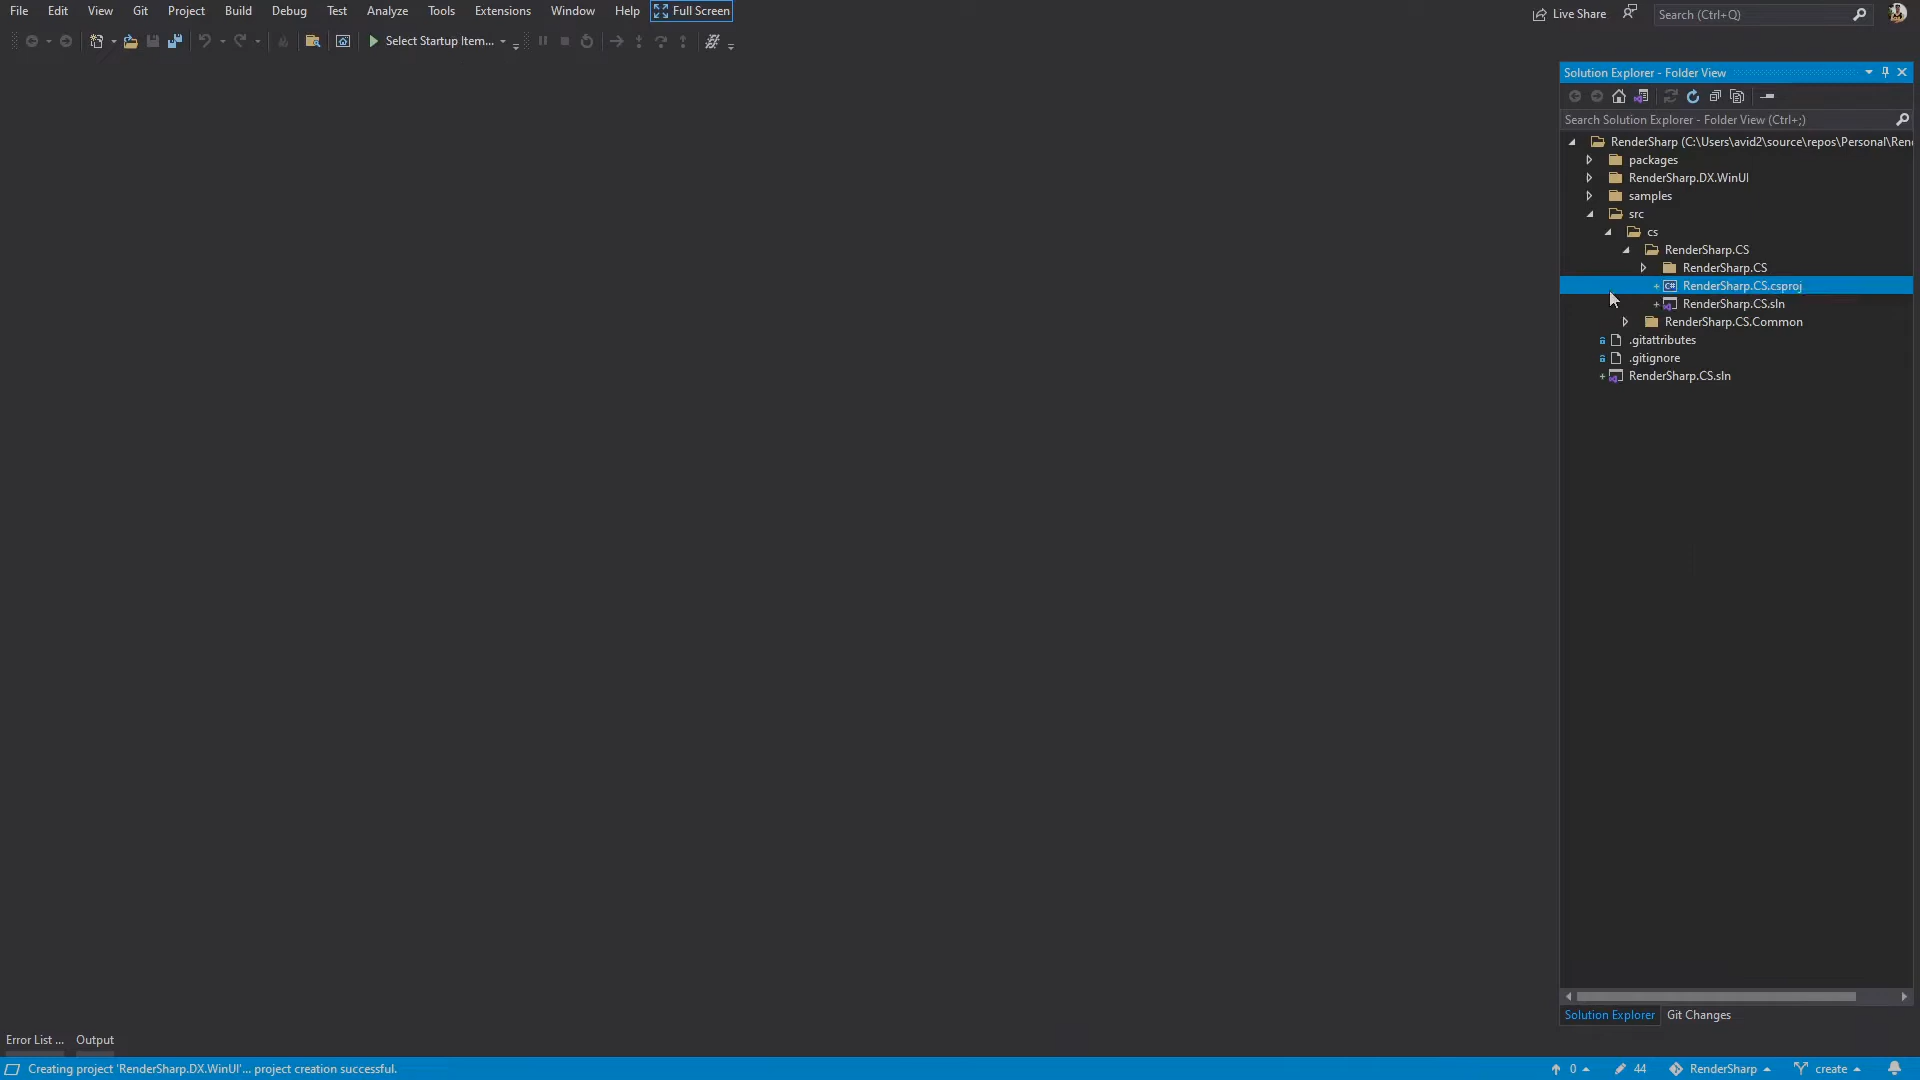 File Edit View Git Project Build Debug Test Analyze Tools Extensions Window Help Full Screen
Live Share Search (Ctrl+Q)
Select Startup Item...
Solution Explorer - Folder View
Search Solution Explorer - Folder View (Ctrl+;)
RenderSharp (C:\Users\avid2\source\repos\Personal\Ren
packages
RenderSharp.DX.WinUI
samples
src
cs
RenderSharp.CS
RenderSharp.CS
RenderSharp.CS.csproj
RenderSharp.CS.sln
RenderSharp.CS.Common
.gitattributes
.gitignore
RenderSharp.CS.sln
Solution Explorer Git Changes
Error List ... Output
Creating project 'RenderSharp.DX.WinUI'... project creation successful. 0 44 RenderSharp create